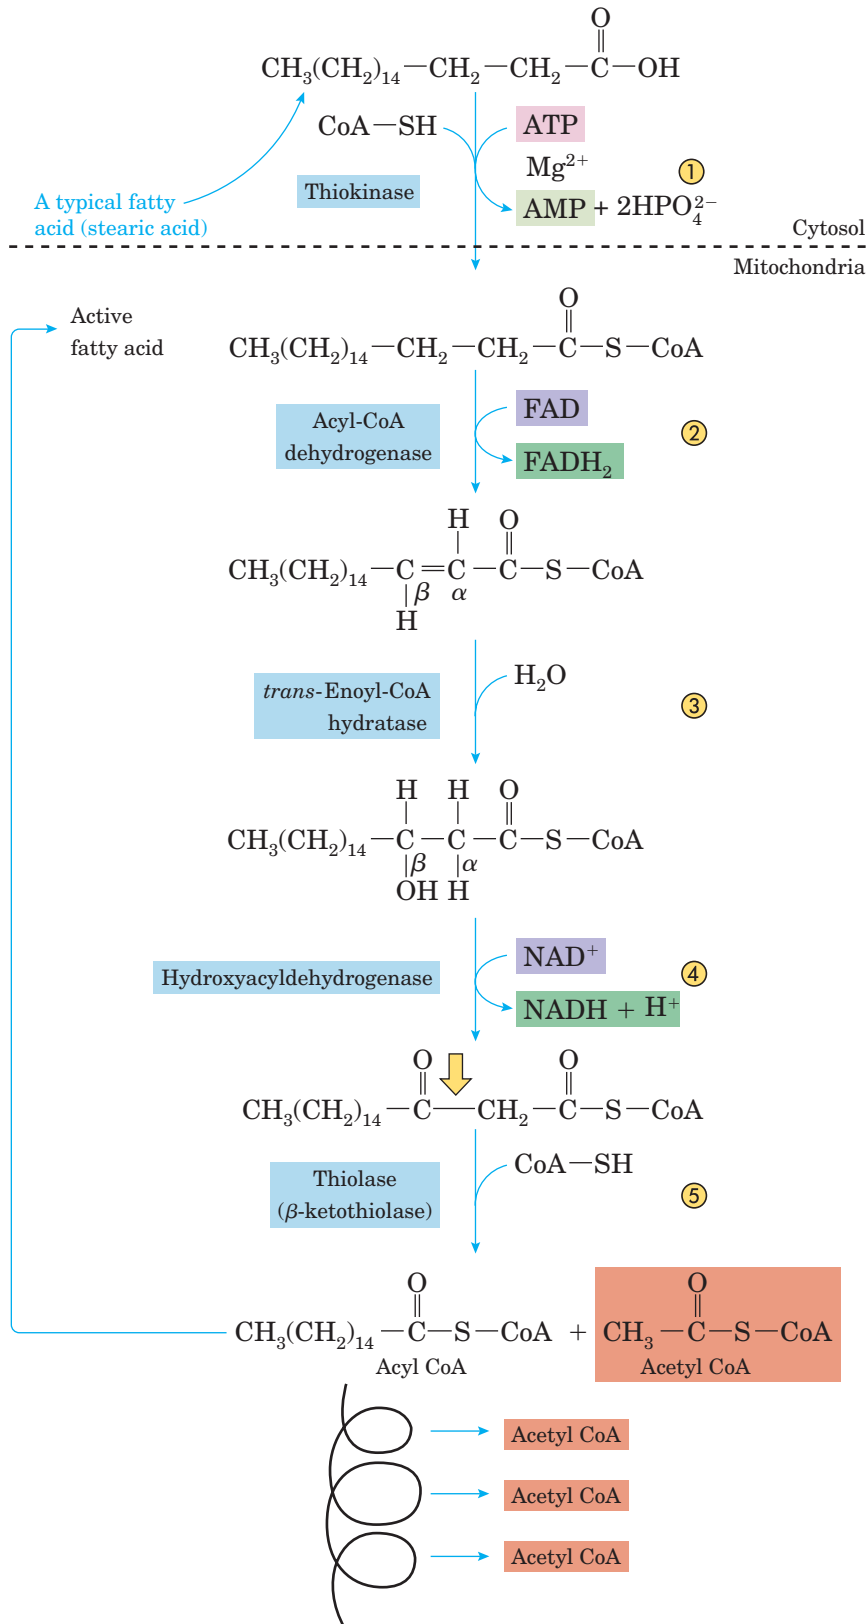 O
CH₃(CH₂)₁₄—CH₂—CH₂—C—OH
CoA—SH
ATP
Mg²⁺
①
Thiokinase
AMP + 2HPO₄²⁻
A typical fatty
acid (stearic acid)
Cytosol
Mitochondria
Active
fatty acid
O
CH₃(CH₂)₁₄—CH₂—CH₂—C—S—CoA
Acyl-CoA
dehydrogenase
FAD
FADH₂
②
H O
CH₃(CH₂)₁₄—C=C—C—S—CoA
β α
H
trans-Enoyl-CoA
hydratase
H₂O
③
H H O
CH₃(CH₂)₁₄—C—C—C—S—CoA
β α
OH H
Hydroxyacyldehydrogenase
NAD⁺
NADH + H⁺
④
O O
CH₃(CH₂)₁₄—C—CH₂—C—S—CoA
Thiolase
(β-ketothiolase)
CoA—SH
⑤
O O
CH₃(CH₂)₁₄—C—S—CoA + CH₃—C—S—CoA
Acyl CoA Acetyl CoA
Acetyl CoA
Acetyl CoA
Acetyl CoA